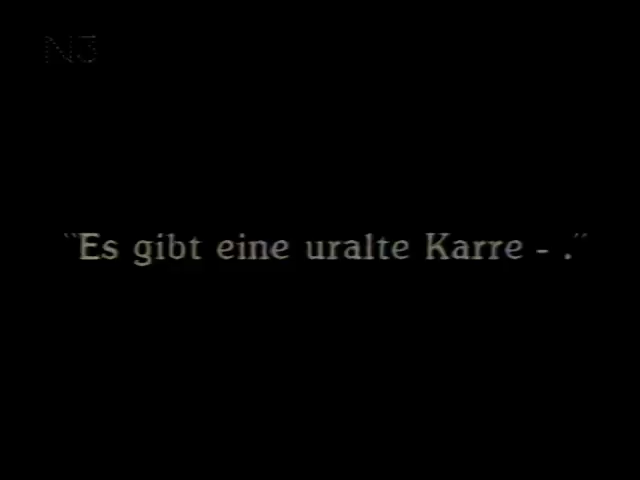 N3
"Es gibt eine uralte Karre - ."